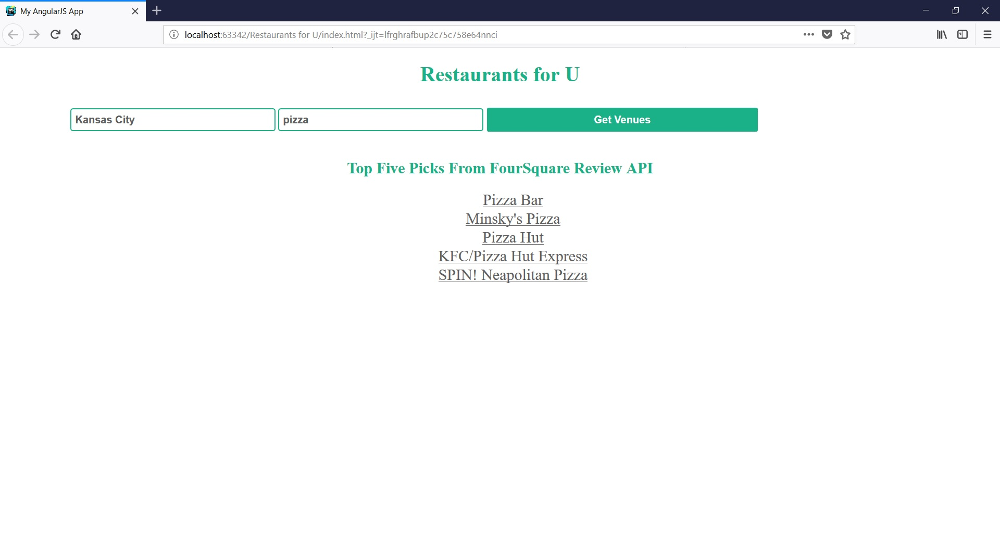 My AngularJS App
localhost:63342/Restaurants for U/index.html?_ijt=lfrghrafbup2c75c758e64nnci
Restaurants for U
Kansas City pizza Get Venues
Top Five Picks From FourSquare Review API
Pizza Bar
Minsky's Pizza
Pizza Hut
KFC/Pizza Hut Express
SPIN! Neapolitan Pizza